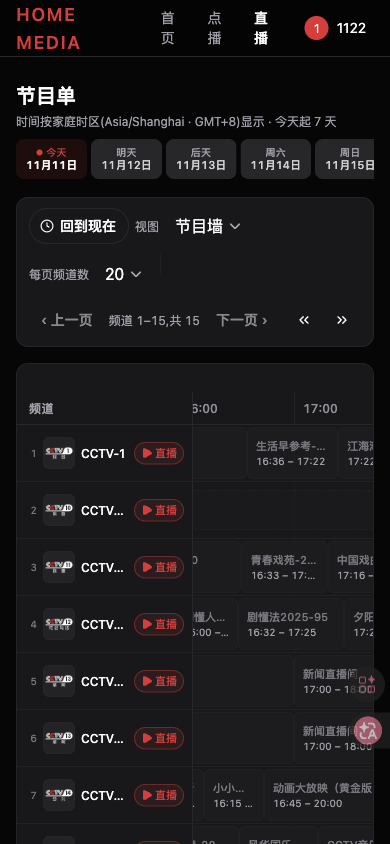 HOME MEDIA
首页
点播
直播
1
1122
节目单
时间按家庭时区(Asia/Shanghai · GMT+8)显示 · 今天起 7 天
今天
11月11日
明天
11月12日
后天
11月13日
周六
11月14日
周日
11月15日
回到现在
视图
节目墙
每页频道数
20
‹ 上一页
频道 1–15,共 15
下一页 ›
«
»
频道
6:00
17:00
1
CCTV-1
直播
生活早参考-...
16:36 – 17:22
江海
17:22
2
CCTV...
直播
3
CCTV...
直播
0
青春戏苑-2...
16:33 – 17:...
中国戏
17:16 –
4
CCTV...
直播
懂人...
:00 –...
剧懂法2025-95
16:32 – 17:25
夕阳
17:2
5
CCTV...
直播
新闻直播间
17:00 – 18:00
6
CCTV...
直播
新闻直播间
17:00 – 18:00
7
CCTV...
直播
小小...
16:15 ...
动画大放映（黄金版
16:45 – 20:00